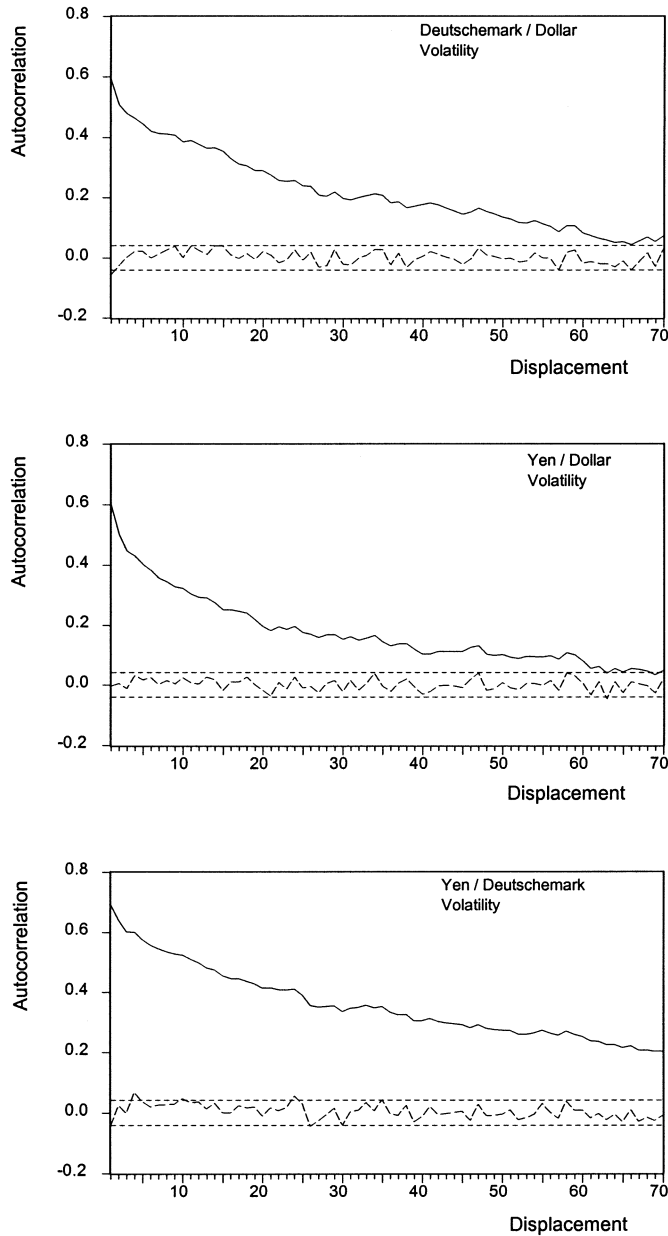 Deutschemark / Dollar
Volatility
Autocorrelation
0.8
0.6
0.4
0.2
0.0
-0.2
10 20 30 40 50 60 70
Displacement
Yen / Dollar
Volatility
Autocorrelation
0.8
0.6
0.4
0.2
0.0
-0.2
10 20 30 40 50 60 70
Displacement
Yen / Deutschemark
Volatility
Autocorrelation
0.8
0.6
0.4
0.2
0.0
-0.2
10 20 30 40 50 60 70
Displacement